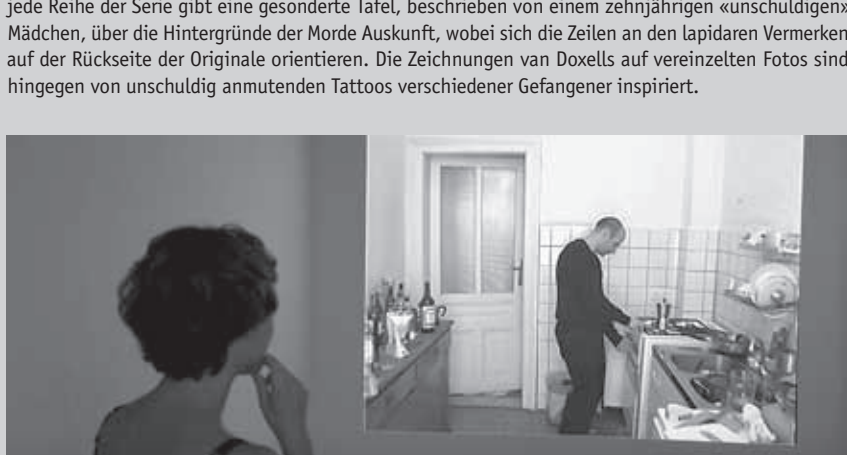 jede Reihe der Serie gibt eine gesonderte Tafel, beschrieben von einem zehnjährigen «unschuldigen»
Mädchen, über die Hintergründe der Morde Auskunft, wobei sich die Zeilen an den lapidaren Vermerken
auf der Rückseite der Originale orientieren. Die Zeichnungen van Doxells auf vereinzelten Fotos sind
hingegen von unschuldig anmutenden Tattoos verschiedener Gefangener inspiriert.